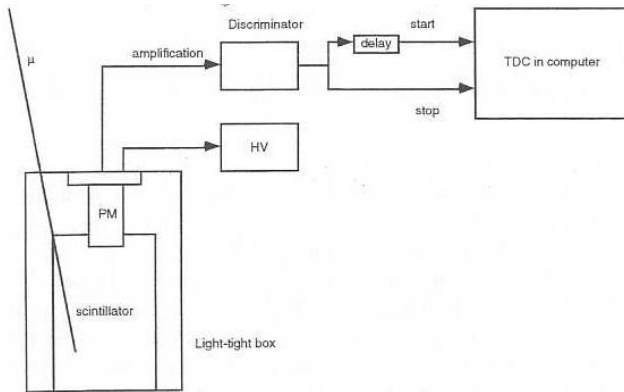 Discriminator
start
μ
amplification
delay
TDC in computer
stop
HV
PM
scintillator
Light-tight box